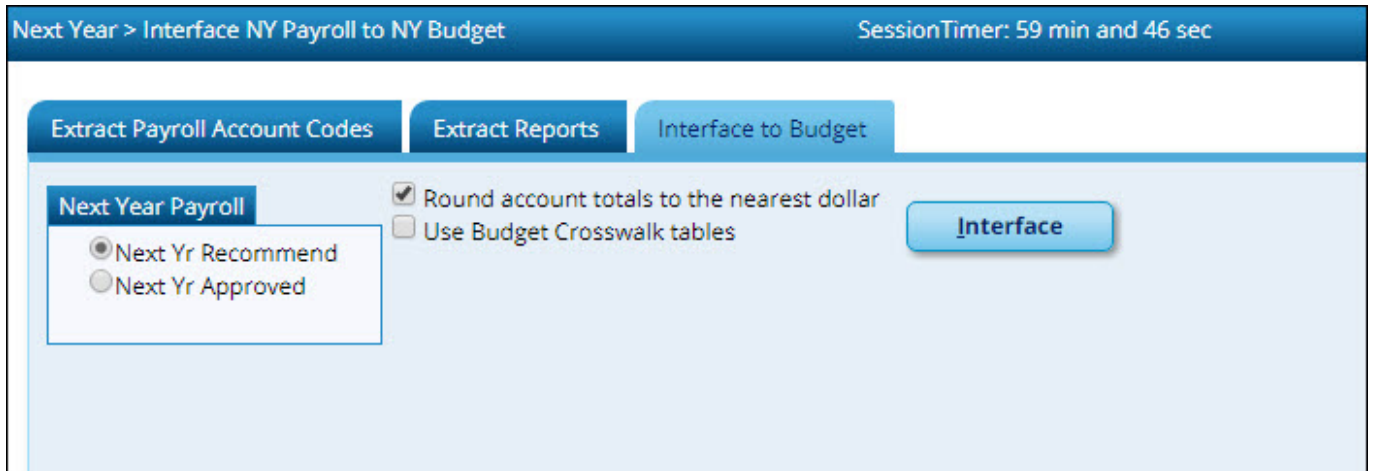 Next Year > Interface NY Payroll to NY Budget SessionTimer: 59 min and 46 sec
Extract Payroll Account Codes Extract Reports Interface to Budget
Next Year Payroll
Next Yr Recommend
Next Yr Approved
Round account totals to the nearest dollar
Use Budget Crosswalk tables
Interface